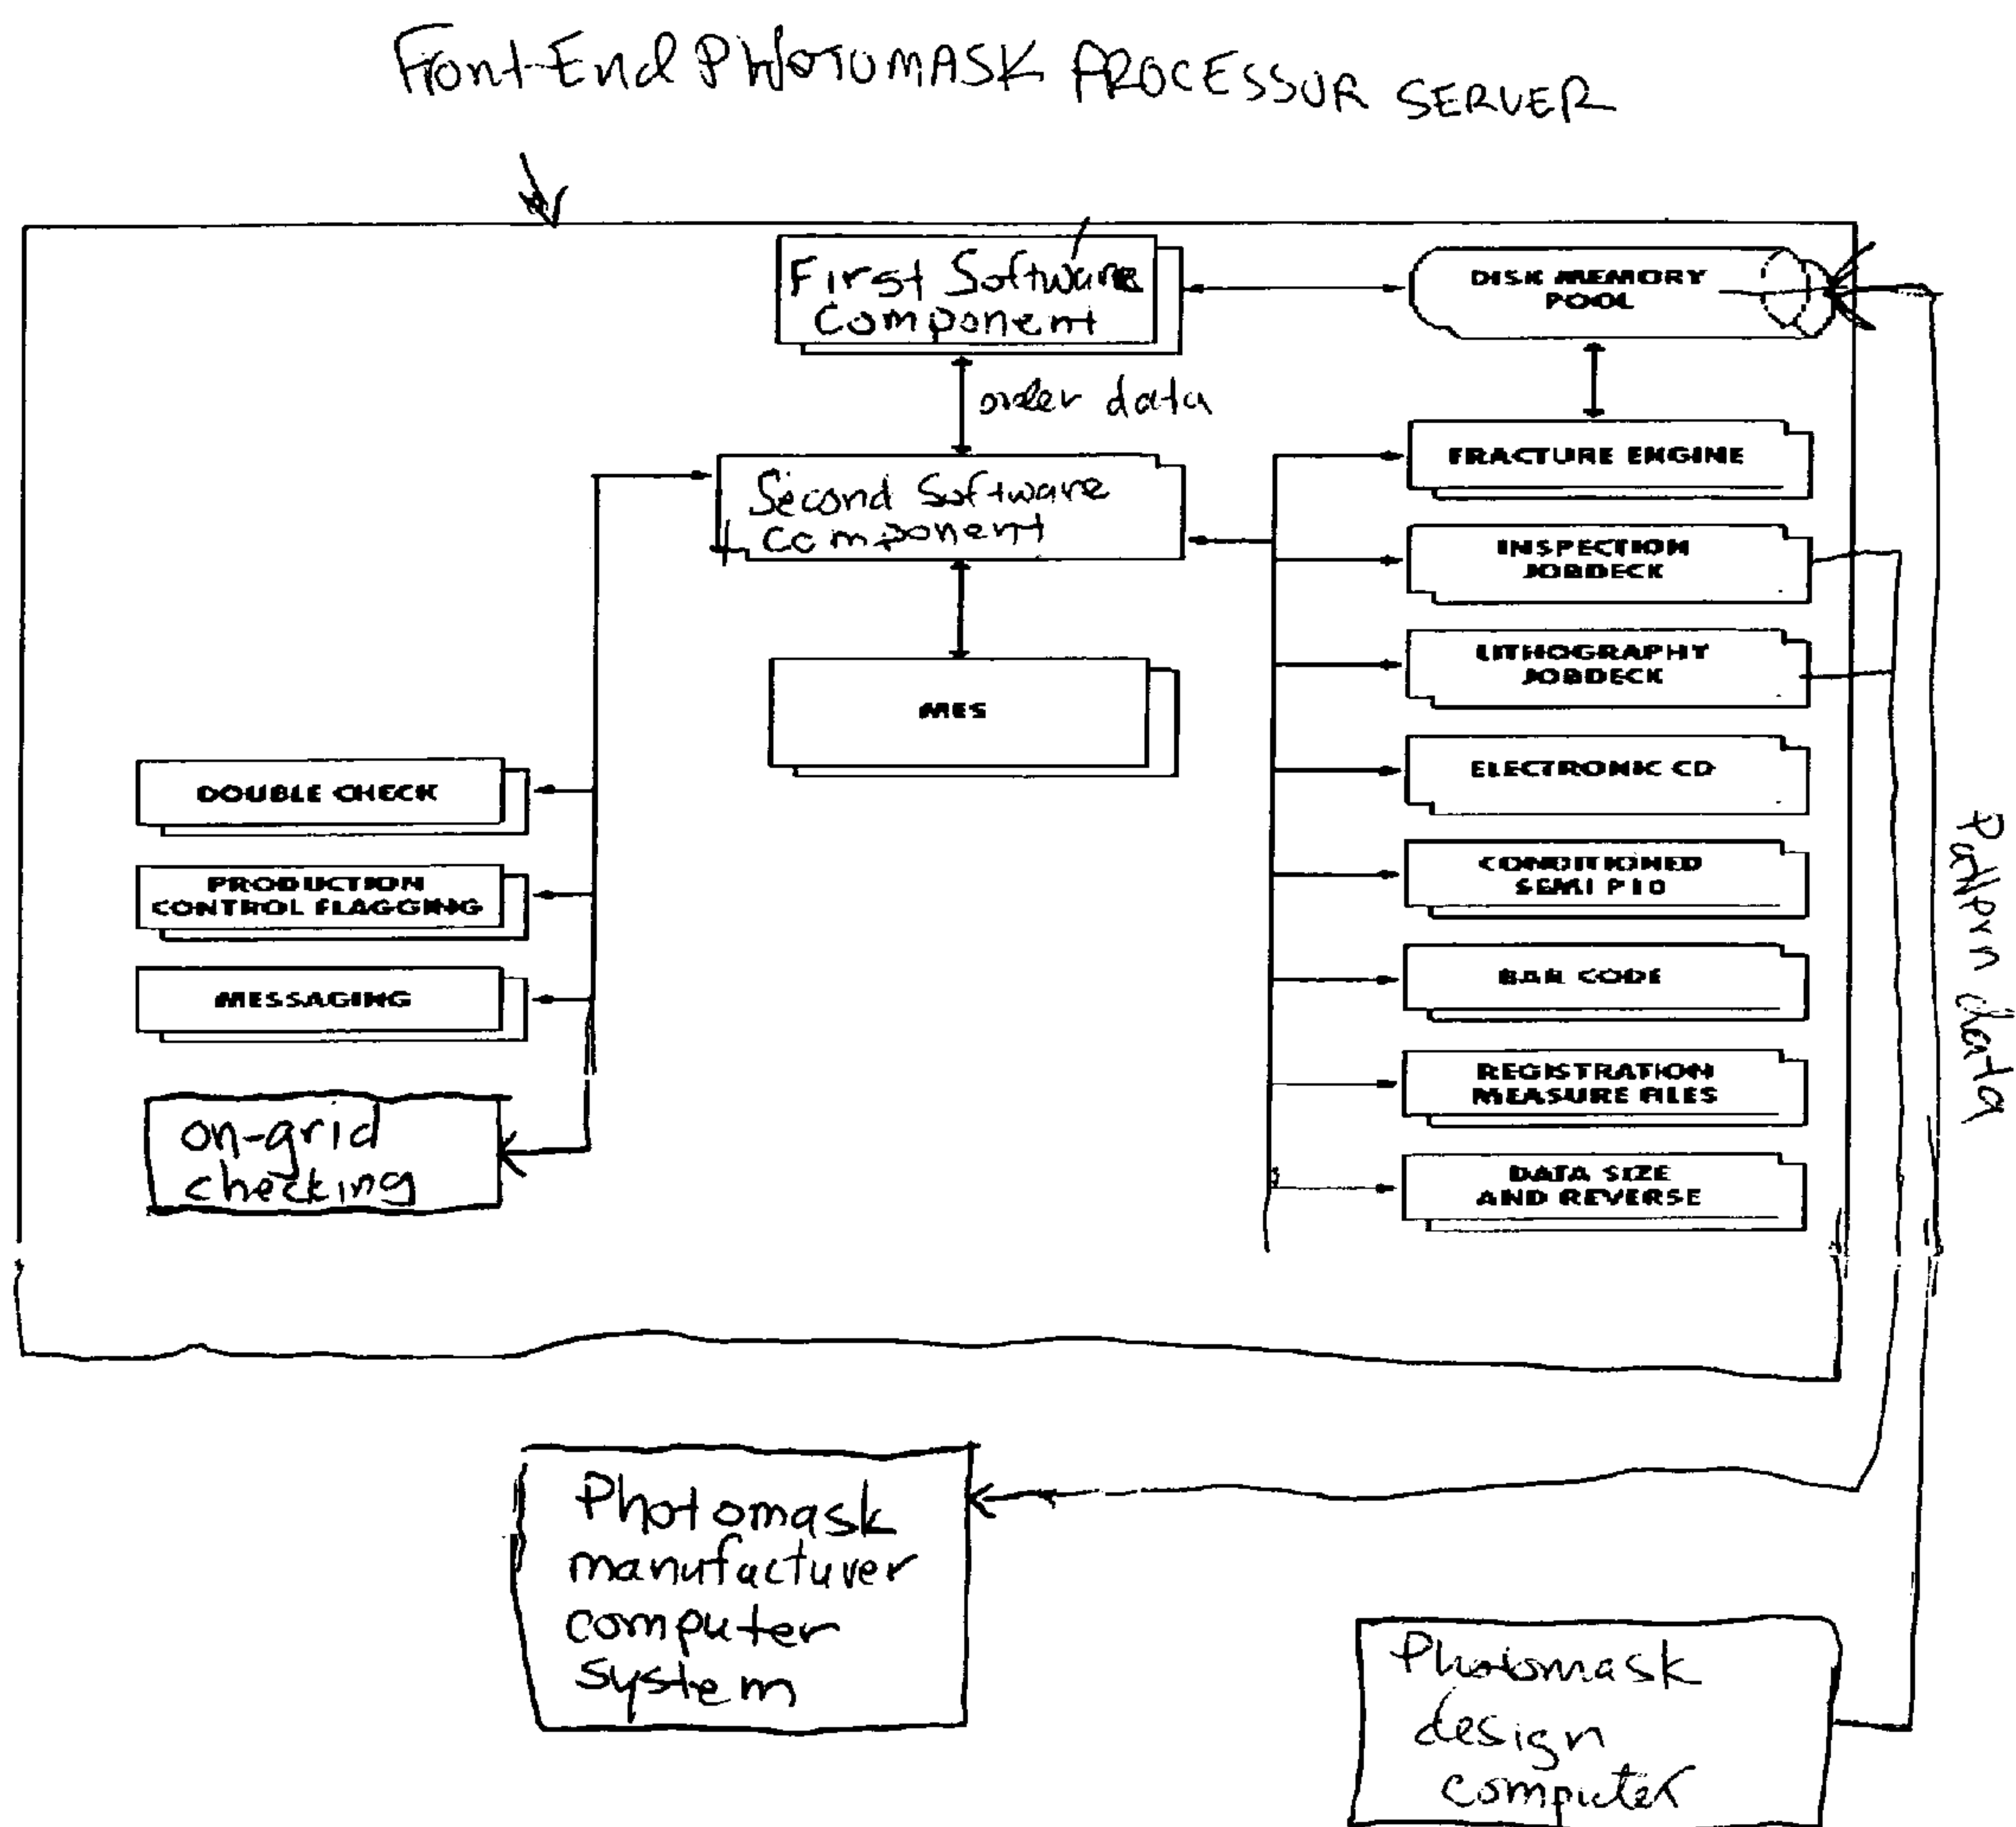 Front-End PHOTOMASK PROCESSOR SERVER
First Software
Component
DISK MEMORY
POOL
order data
Second Software
Component
FRACTURE ENGINE
INSPECTION
JOBDECK
LITHOGRAPHY
JOBDECK
MES
ELECTRONIC CD
DOUBLE CHECK
CONDITIONED
SEMI P10
PRODUCTION
CONTROL FLAGGING
BAR CODE
MESSAGING
REGISTRATION
MEASURE FILES
on-grid
checking
DATA SIZE
AND REVERSE
Pattern data
Photomask
manufacturer
computer
system
Photomask
design
computer